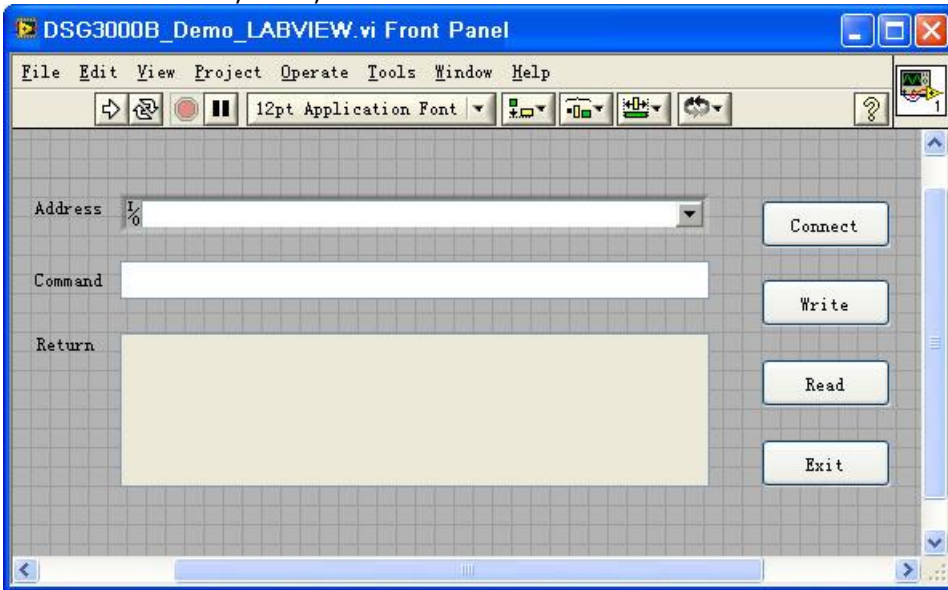 DSG3000B_Demo_LABVIEW.vi Front Panel
File Edit View Project Operate Tools Window Help
12pt Application Font
?
1
Address I/O
Connect
Command
Write
Return
Read
Exit